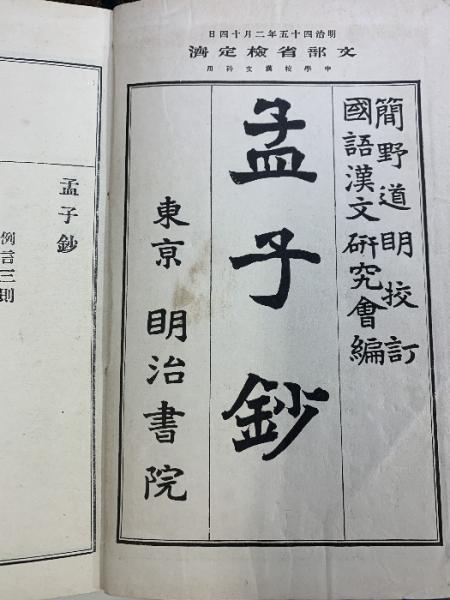 明治四十五年二月十四日
文部省檢定濟
中學校漢文科用
簡野道明校訂
國語漢文研究會編
孟子鈔
東京 明治書院
孟子鈔
例言三則